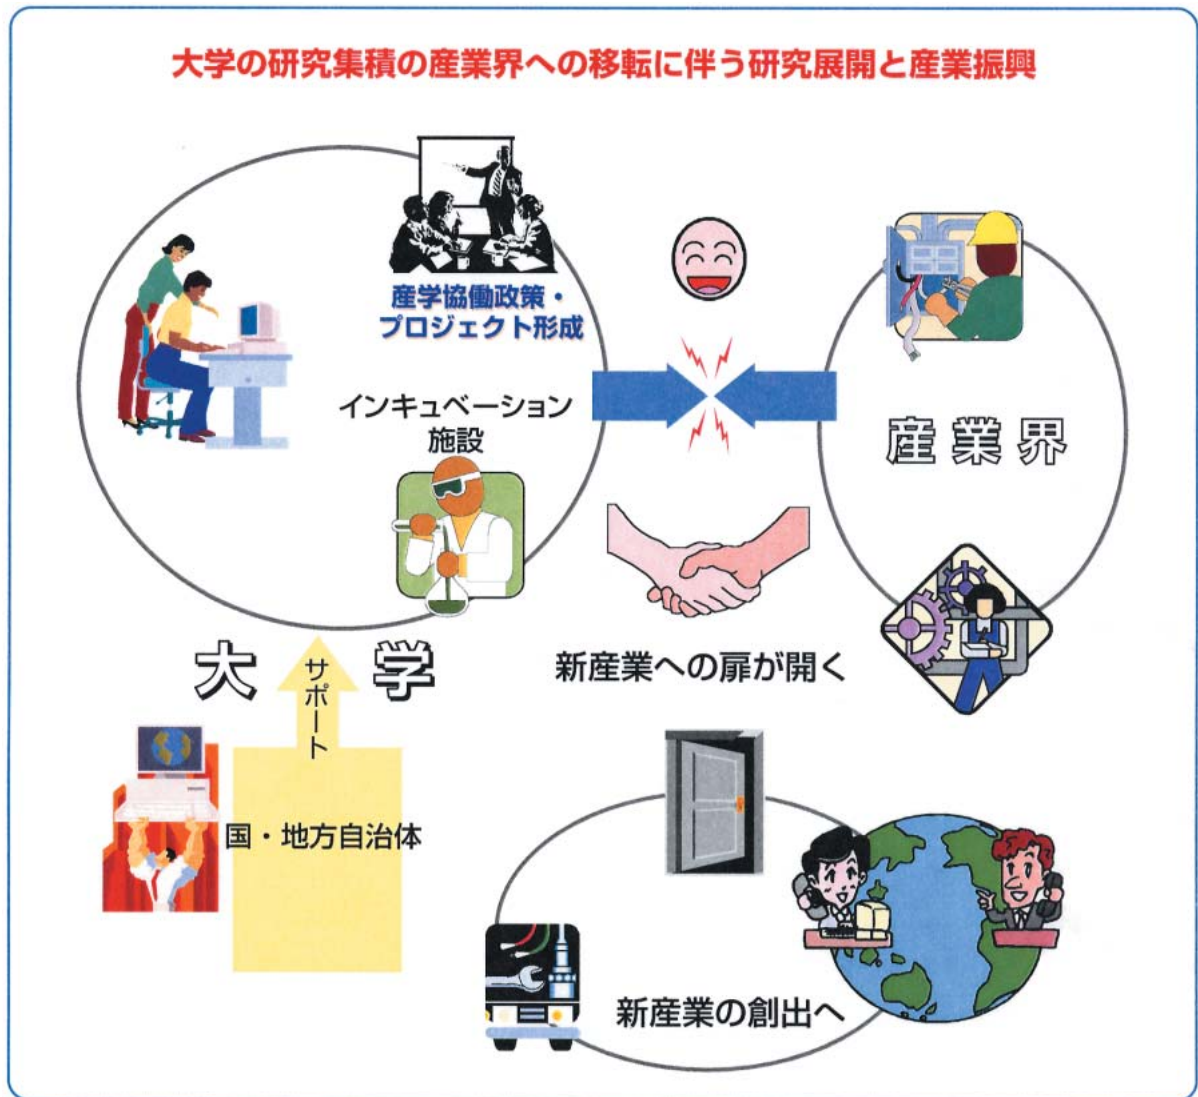 大学の研究集積の産業界への移転に伴う研究展開と産業振興
産学協働政策・
プロジェクト形成
インキュベーション
施設
産業界
大学
サポート
国・地方自治体
新産業への扉が開く
新産業の創出へ